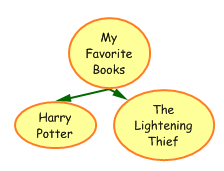 My
Favorite
Books
Harry
Potter
The
Lightening
Thief